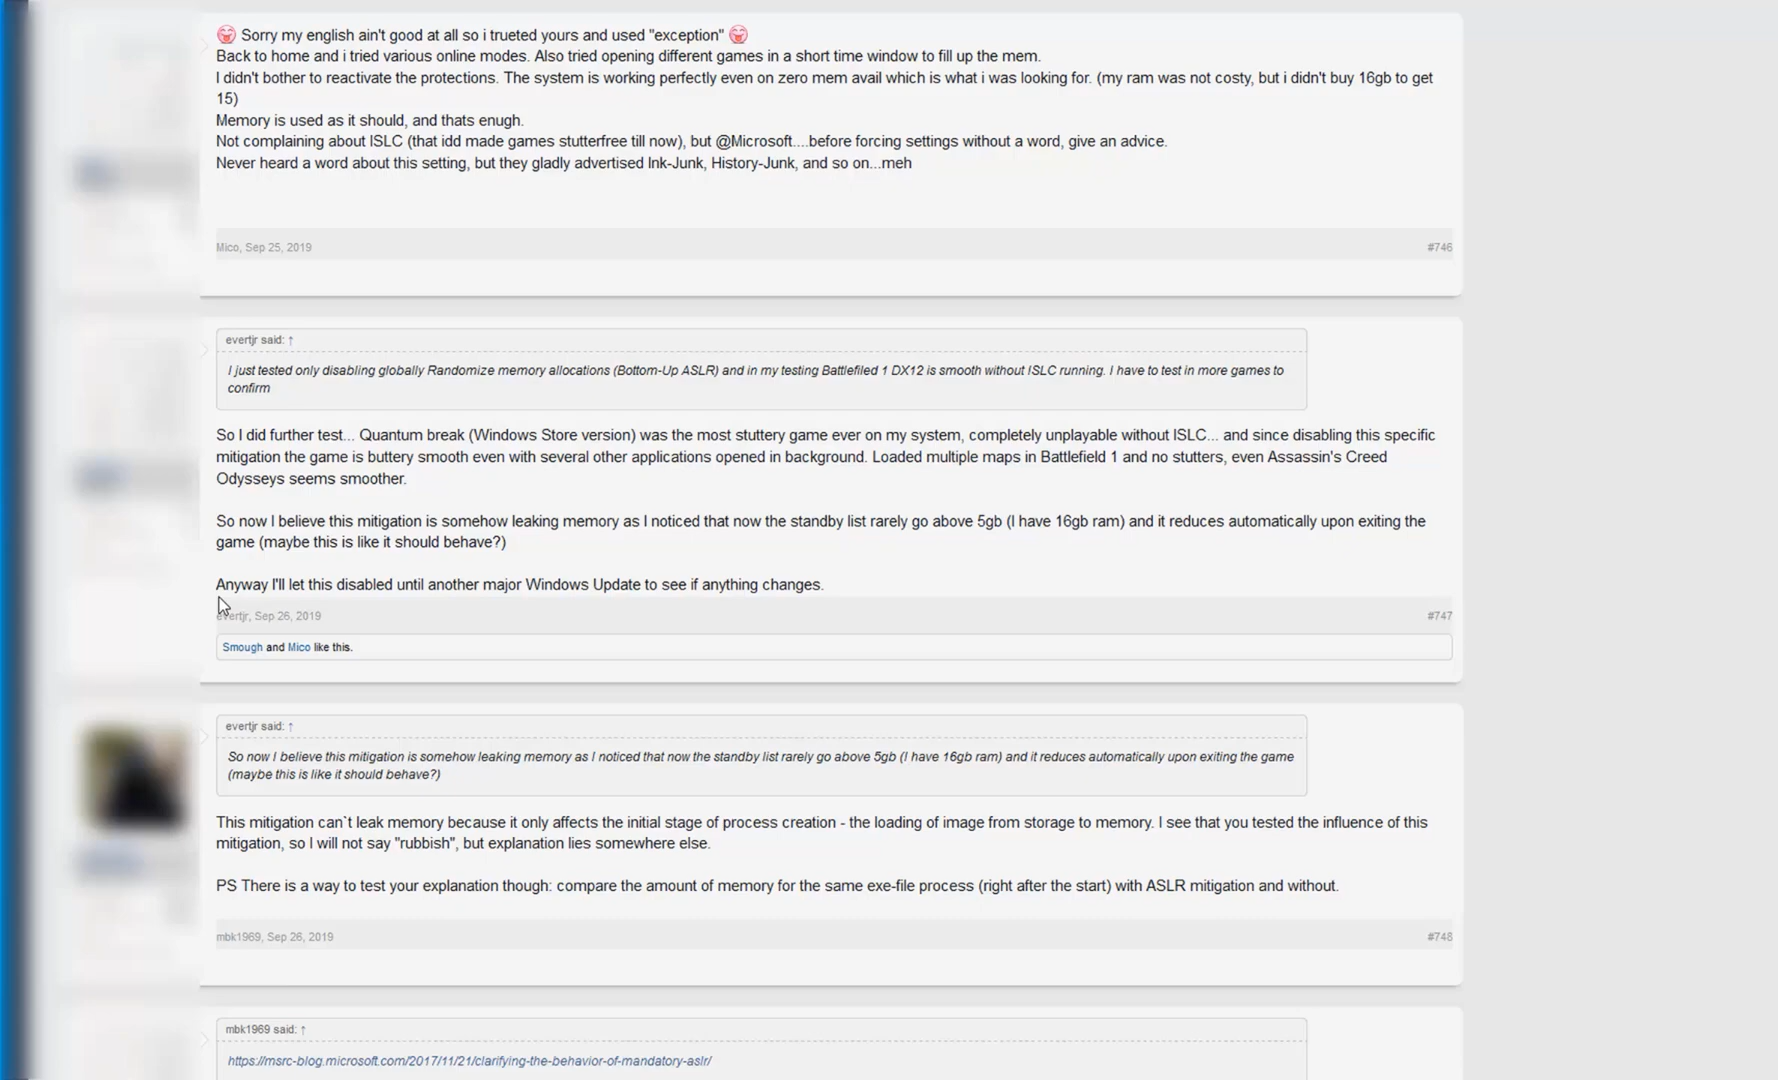 Sorry my english ain't good at all so i trueted yours and used "exception"
Back to home and i tried various online modes. Also tried opening different games in a short time window to fill up the mem.
I didn't bother to reactivate the protections. The system is working perfectly even on zero mem avail which is what i was looking for. (my ram was not costy, but i didn't buy 16gb to get
15)
Memory is used as it should, and thats enugh.
Not complaining about ISLC (that idd made games stutterfree till now), but @Microsoft....before forcing settings without a word, give an advice.
Never heard a word about this setting, but they gladly advertised Ink-Junk, History-Junk, and so on...meh
Mico, Sep 25, 2019 #746
evertjr said: ↑
I just tested only disabling globally Randomize memory allocations (Bottom-Up ASLR) and in my testing Battlefiled 1 DX12 is smooth without ISLC running. I have to test in more games to
confirm
So I did further test... Quantum break (Windows Store version) was the most stuttery game ever on my system, completely unplayable without ISLC... and since disabling this specific
mitigation the game is buttery smooth even with several other applications opened in background. Loaded multiple maps in Battlefield 1 and no stutters, even Assassin's Creed
Odysseys seems smoother.
So now I believe this mitigation is somehow leaking memory as I noticed that now the standby list rarely go above 5gb (I have 16gb ram) and it reduces automatically upon exiting the
game (maybe this is like it should behave?)
Anyway I'll let this disabled until another major Windows Update to see if anything changes.
evertjr, Sep 26, 2019 #747
Smough and Mico like this.
evertjr said: ↑
So now I believe this mitigation is somehow leaking memory as I noticed that now the standby list rarely go above 5gb (I have 16gb ram) and it reduces automatically upon exiting the game
(maybe this is like it should behave?)
This mitigation can`t leak memory because it only affects the initial stage of process creation - the loading of image from storage to memory. I see that you tested the influence of this
mitigation, so I will not say "rubbish", but explanation lies somewhere else.
PS There is a way to test your explanation though: compare the amount of memory for the same exe-file process (right after the start) with ASLR mitigation and without.
mbk1969, Sep 26, 2019 #748
mbk1969 said: ↑
https://msrc-blog.microsoft.com/2017/11/21/clarifying-the-behavior-of-mandatory-aslr/